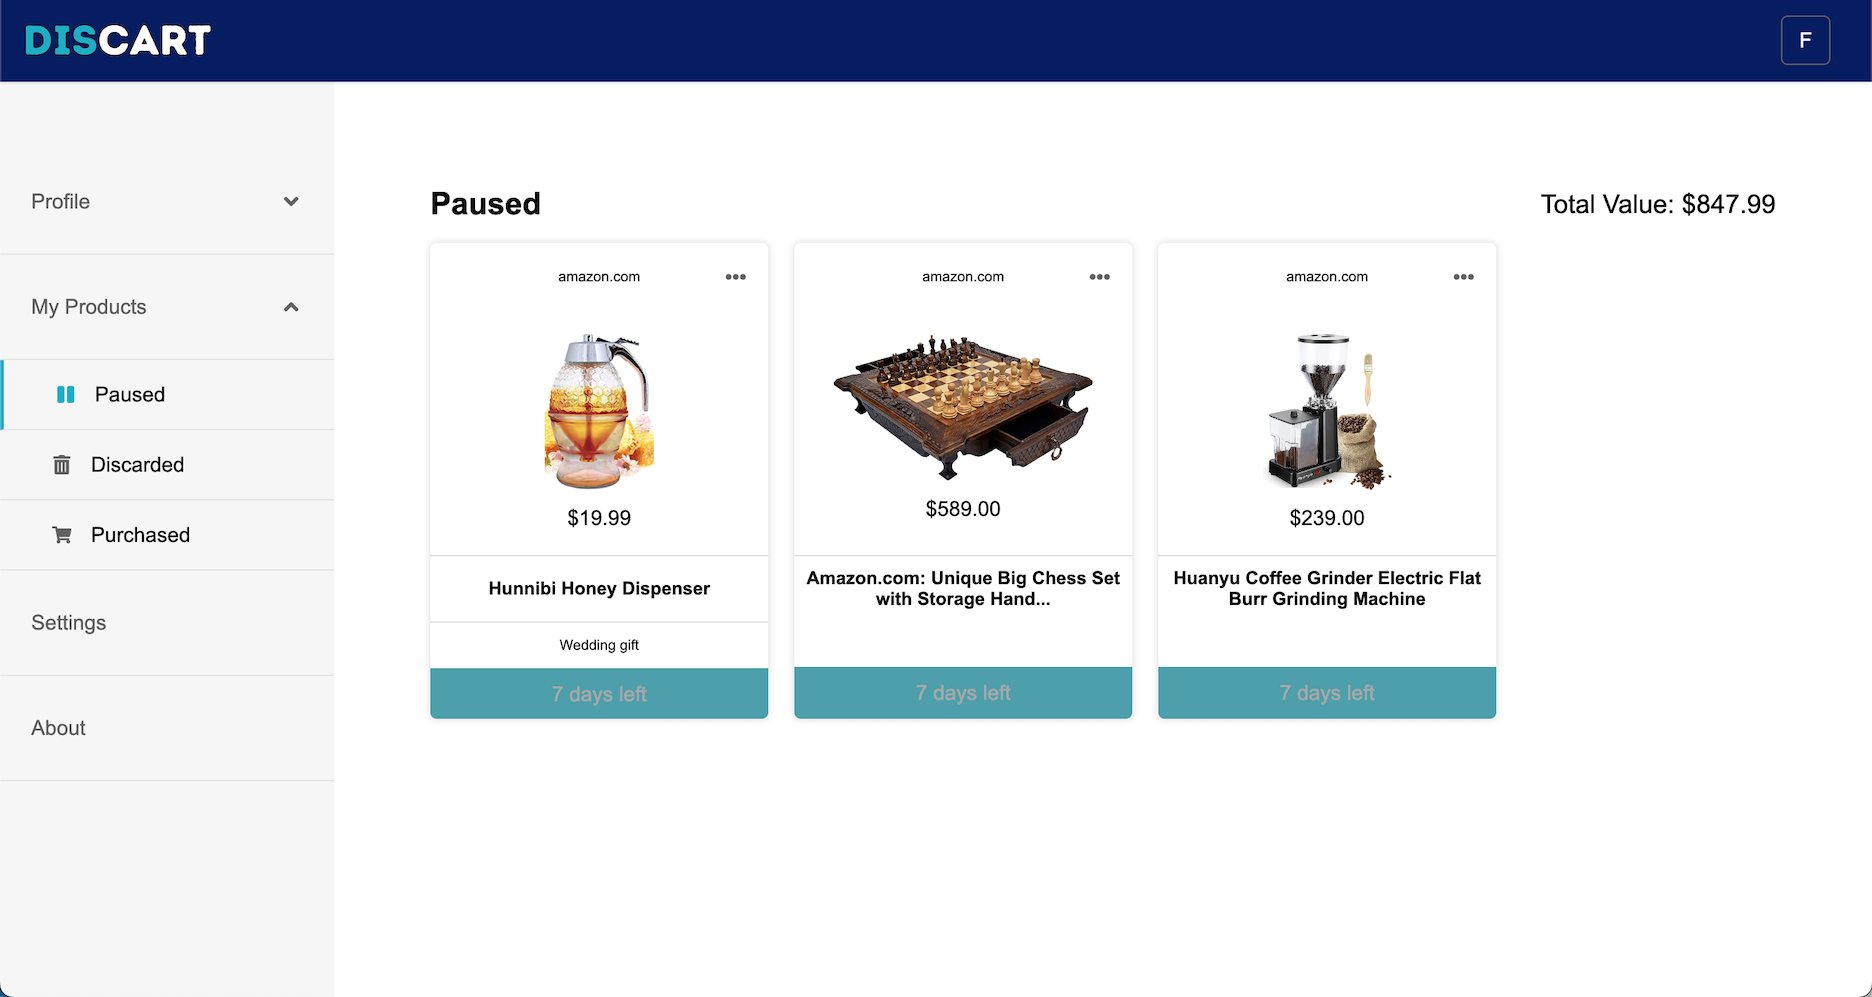 DISCART
F
Profile
My Products
Paused
Discarded
Purchased
Settings
About
Paused
Total Value: $847.99
amazon.com
$19.99
Hunnibi Honey Dispenser
Wedding gift
7 days left
amazon.com
$589.00
Amazon.com: Unique Big Chess Set
with Storage Hand...
7 days left
amazon.com
$239.00
Huanyu Coffee Grinder Electric Flat
Burr Grinding Machine
7 days left